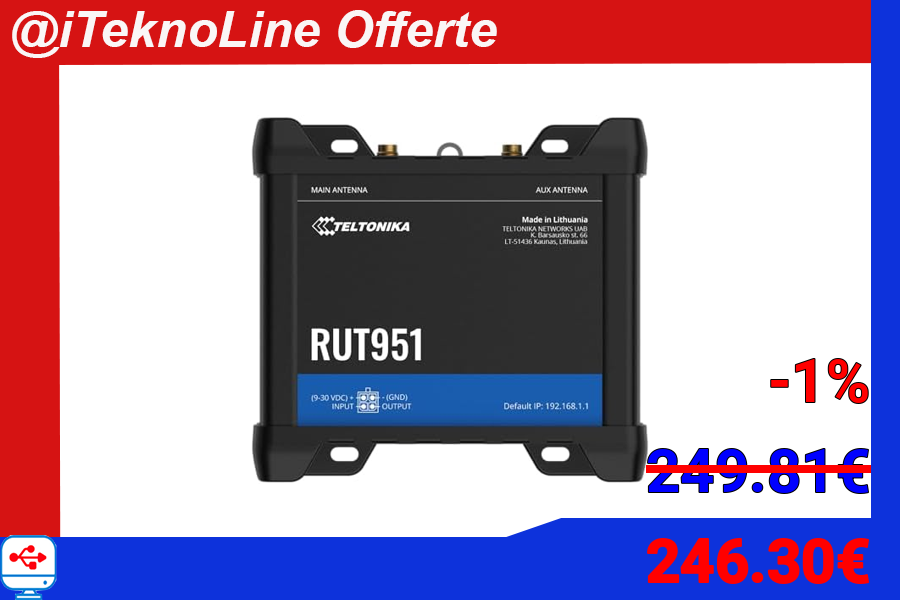 @iTeknoLine Offerte
MAIN ANTENNA
AUX ANTENNA
TELTONIKA
Made in Lithuania
TELTONIKA NETWORKS UAB
K. Barsausko st. 66
LT-51436 Kaunas, Lithuania
RUT951
(9-30 VDC) + - (GND)
INPUT OUTPUT
Default IP: 192.168.1.1
-1%
249.81€
246.30€